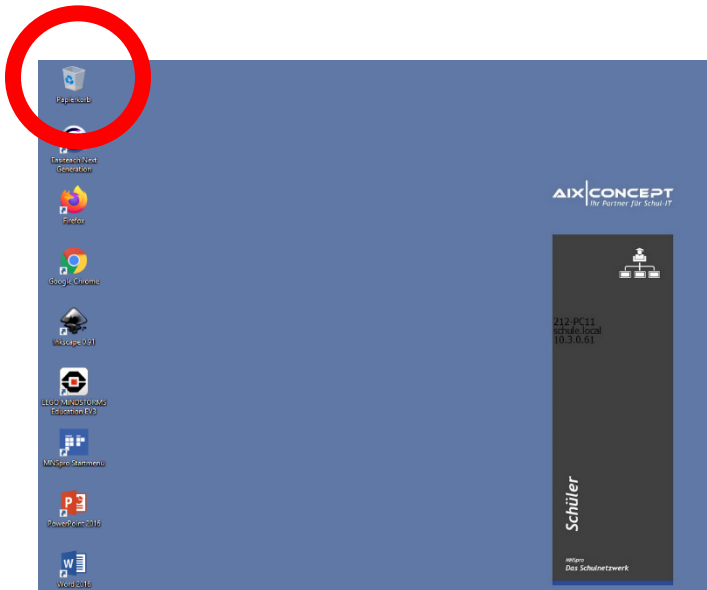 Papierkorb
Easiteach Next
Generation
Firefox
Google Chrome
Inkscape 0.91
LEGO MINDSTORMS
Education EV3
MNSpro Startmenü
PowerPoint 2016
Word 2016
AIX CONCEPT
Ihr Partner für Schul-IT
212-PC11
schule.local
10.3.0.61
Schüler
MNSpro
Das Schulnetzwerk